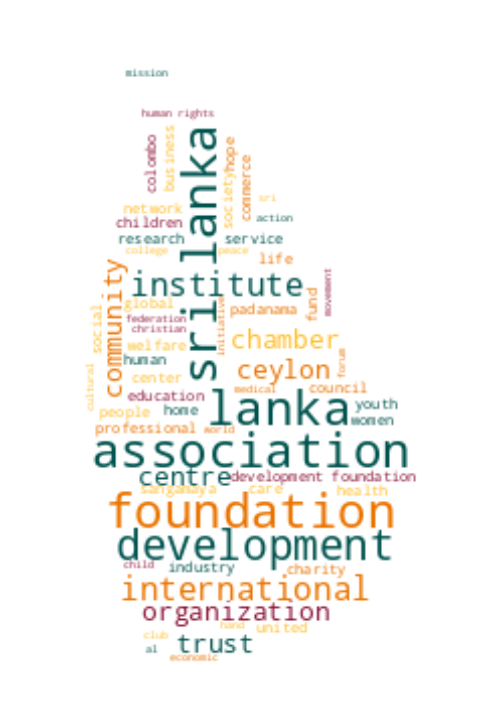 mission
human rights
colombo
business
sri lanka
society
hope
commerce
sri
network
children
action
research
service
college
peace
life
community
institute
movement
global
social
initiative
padanama
fund
federation
christian
chamber
welfare
human
ceylon
forum
cultural
center
medical
council
education
lanka
youth
people
home
women
professional
world
association
centre
development foundation
sangamaya
care
health
foundation
development
child
industry
charity
international
organization
hand
united
club
trust
al
economic